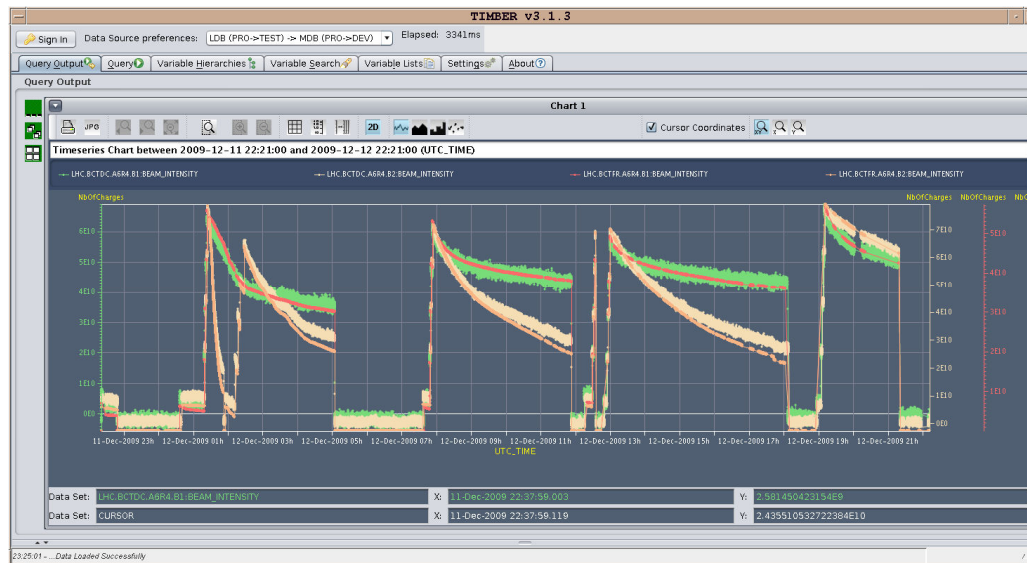 TIMBER v3.1.3
Sign In Data Source preferences: LDB (PRO->TEST) -> MDB (PRO->DEV) Elapsed: 3341ms
Query Output Query Variable Hierarchies Variable Search Variable Lists Settings About
Query Output
Chart 1
JPG 2D Cursor Coordinates
Timeseries Chart between 2009-12-11 22:21:00 and 2009-12-12 22:21:00 (UTC_TIME)
LHC.BCTDC.A6R4.B1:BEAM_INTENSITY LHC.BCTDC.A6R4.B2:BEAM_INTENSITY LHC.BCTFR.A6R4.B1:BEAM_INTENSITY LHC.BCTFR.A6R4.B2:BEAM_INTENSITY
NbOfCharges NbOfCharges NbOfCharges NbO
6E10 7E10 5E10
5E10 6E10
4E10 5E10 4E10
3E10 4E10 3E10
2E10 3E10 2E10
1E10 2E10 1E10
0E0 1E10
0E0
11-Dec-2009 23h 12-Dec-2009 01h 12-Dec-2009 03h 12-Dec-2009 05h 12-Dec-2009 07h 12-Dec-2009 09h 12-Dec-2009 11h 12-Dec-2009 13h 12-Dec-2009 15h 12-Dec-2009 17h 12-Dec-2009 19h 12-Dec-2009 21h
UTC_TIME
Data Set: LHC.BCTDC.A6R4.B1:BEAM_INTENSITY X: 11-Dec-2009 22:37:59.003 Y: 2.581450423154E9
Data Set: CURSOR X: 11-Dec-2009 22:37:59.119 Y: 2.435510532722384E10
23:25:01 - ...Data Loaded Successfully